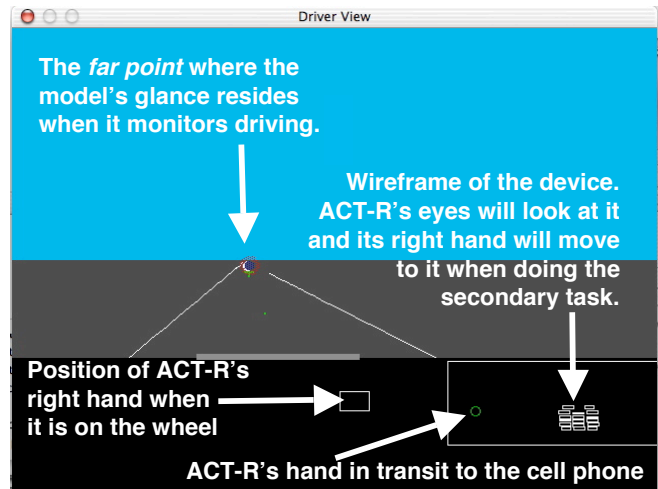 Driver View
The far point where the
model's glance resides
when it monitors driving.
Wireframe of the device.
ACT-R's eyes will look at it
and its right hand will move
to it when doing the
secondary task.
Position of ACT-R's
right hand when
it is on the wheel
ACT-R's hand in transit to the cell phone